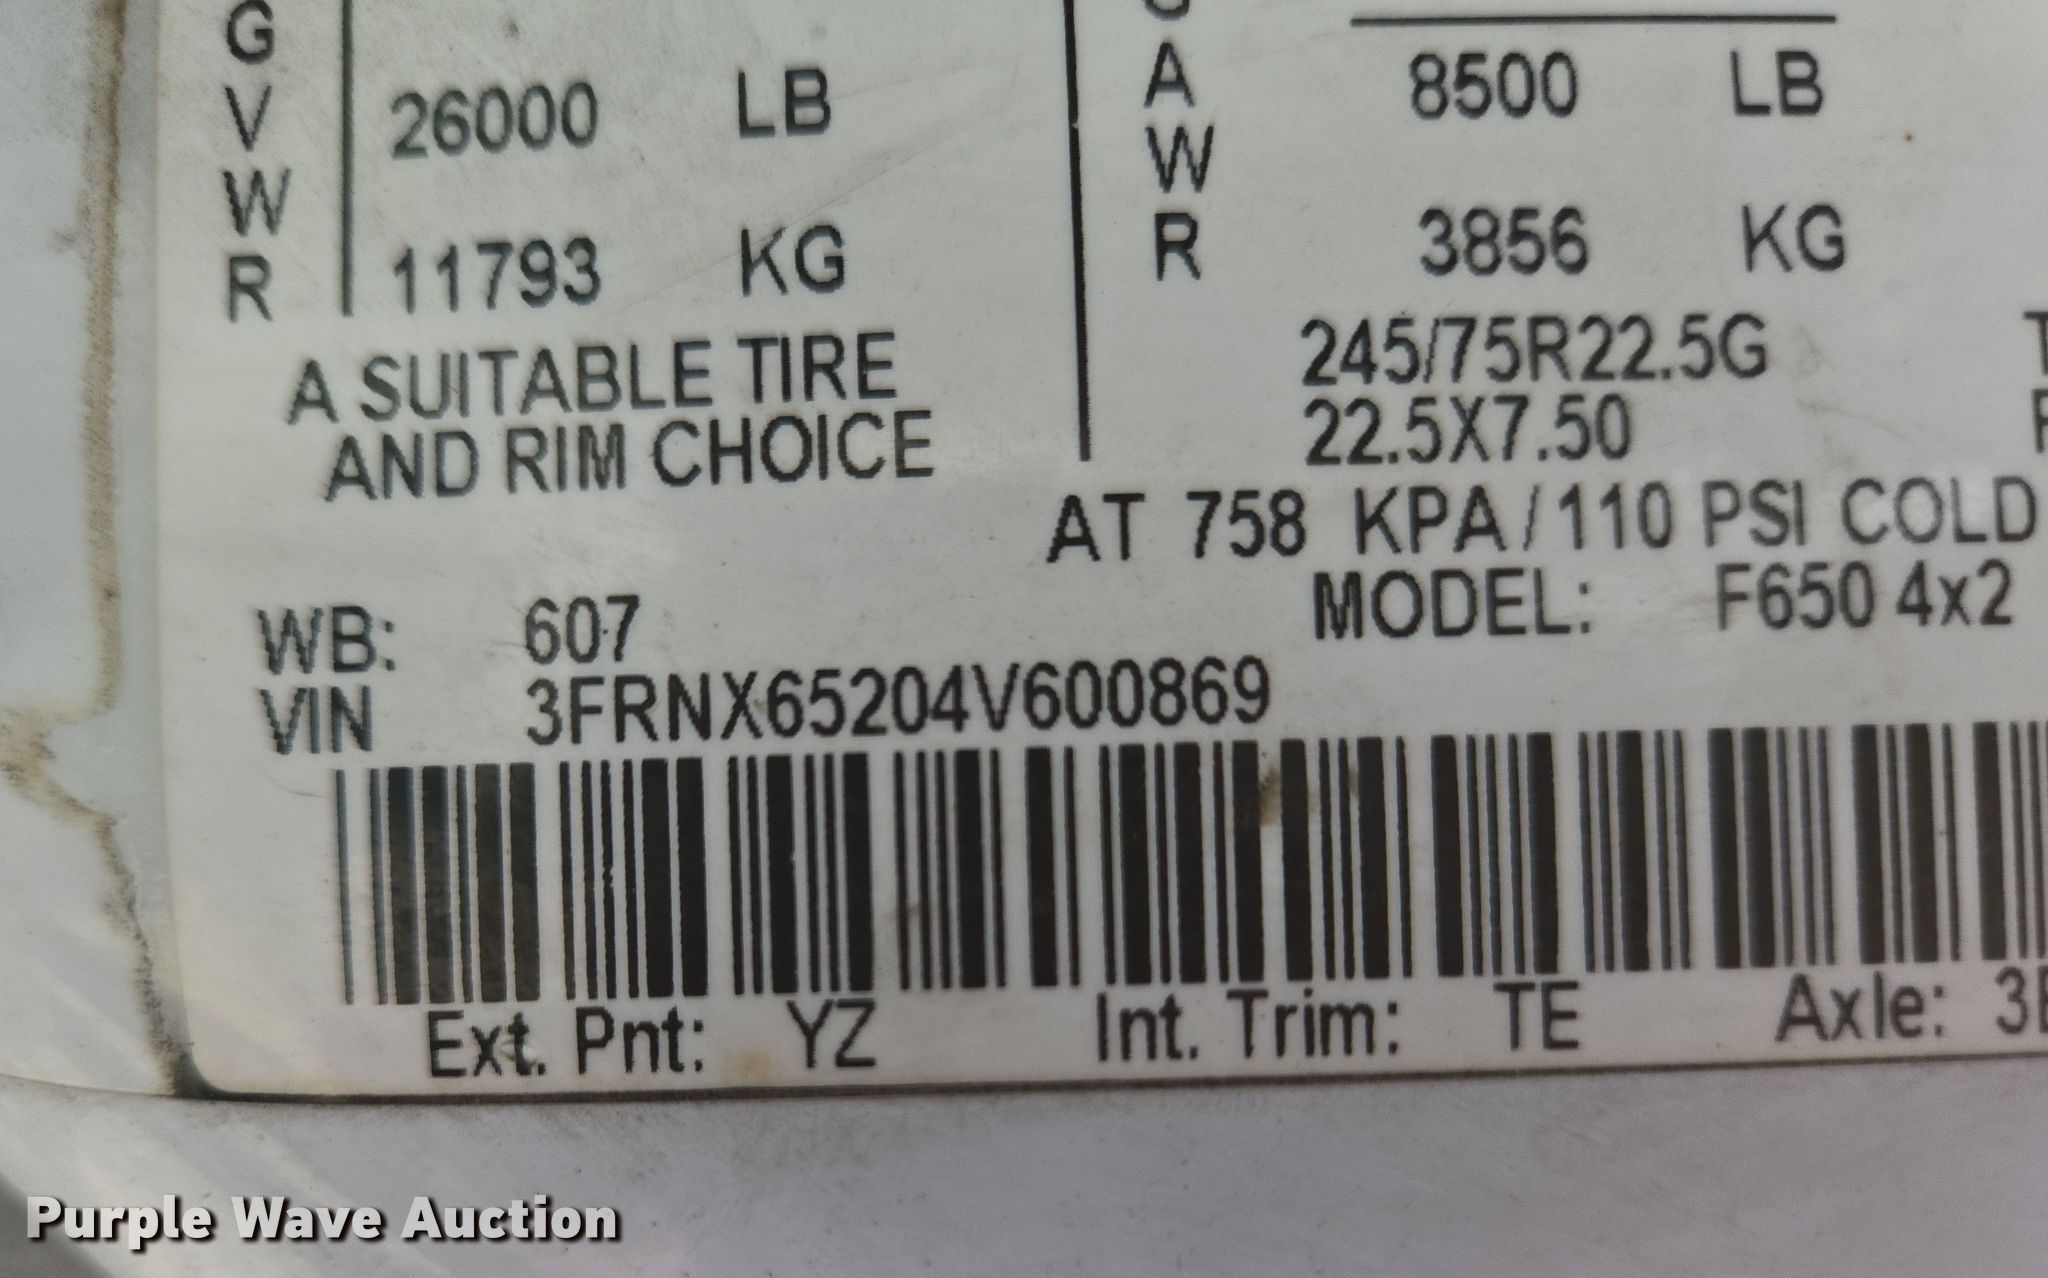 G
V
W
R
26000 LB
11793 KG
A SUITABLE TIRE
AND RIM CHOICE
A
W
R
8500 LB
3856 KG
245/75R22.5G
22.5X7.50
AT 758 KPA/110 PSI COLD
MODEL: F650 4x2
WB: 607
VIN 3FRNX65204V600869
Ext. Pnt: YZ Int. Trim: TE Axle:
Purple Wave Auction